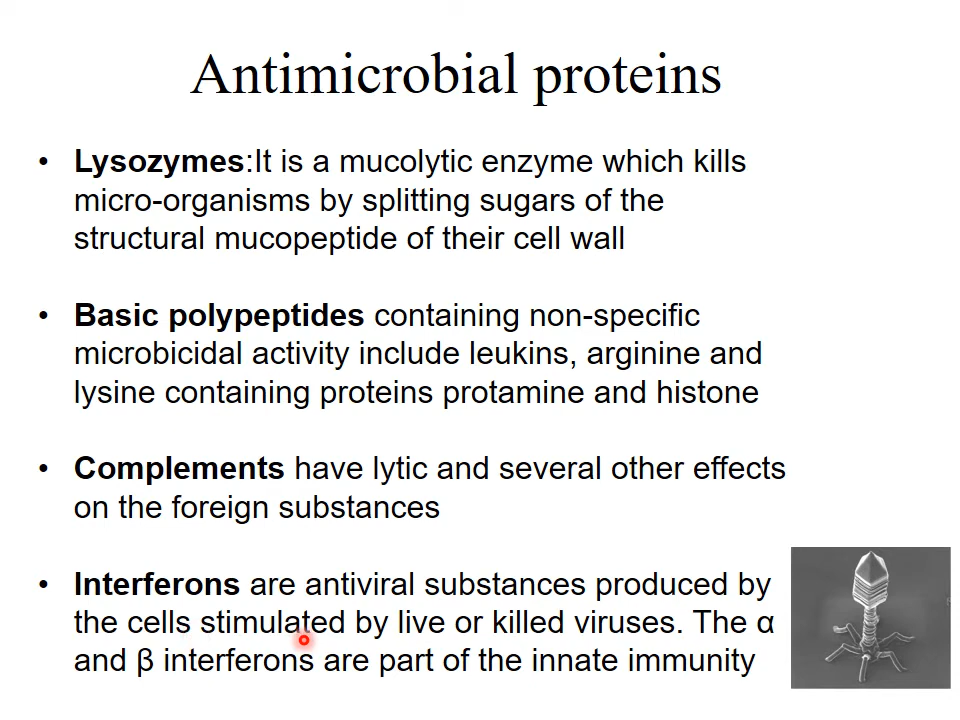 Antimicrobial proteins
• Lysozymes:It is a mucolytic enzyme which kills
micro-organisms by splitting sugars of the
structural mucopeptide of their cell wall
• Basic polypeptides containing non-specific
microbicidal activity include leukins, arginine and
lysine containing proteins protamine and histone
• Complements have lytic and several other effects
on the foreign substances
• Interferons are antiviral substances produced by
the cells stimulated by live or killed viruses. The α
and β interferons are part of the innate immunity